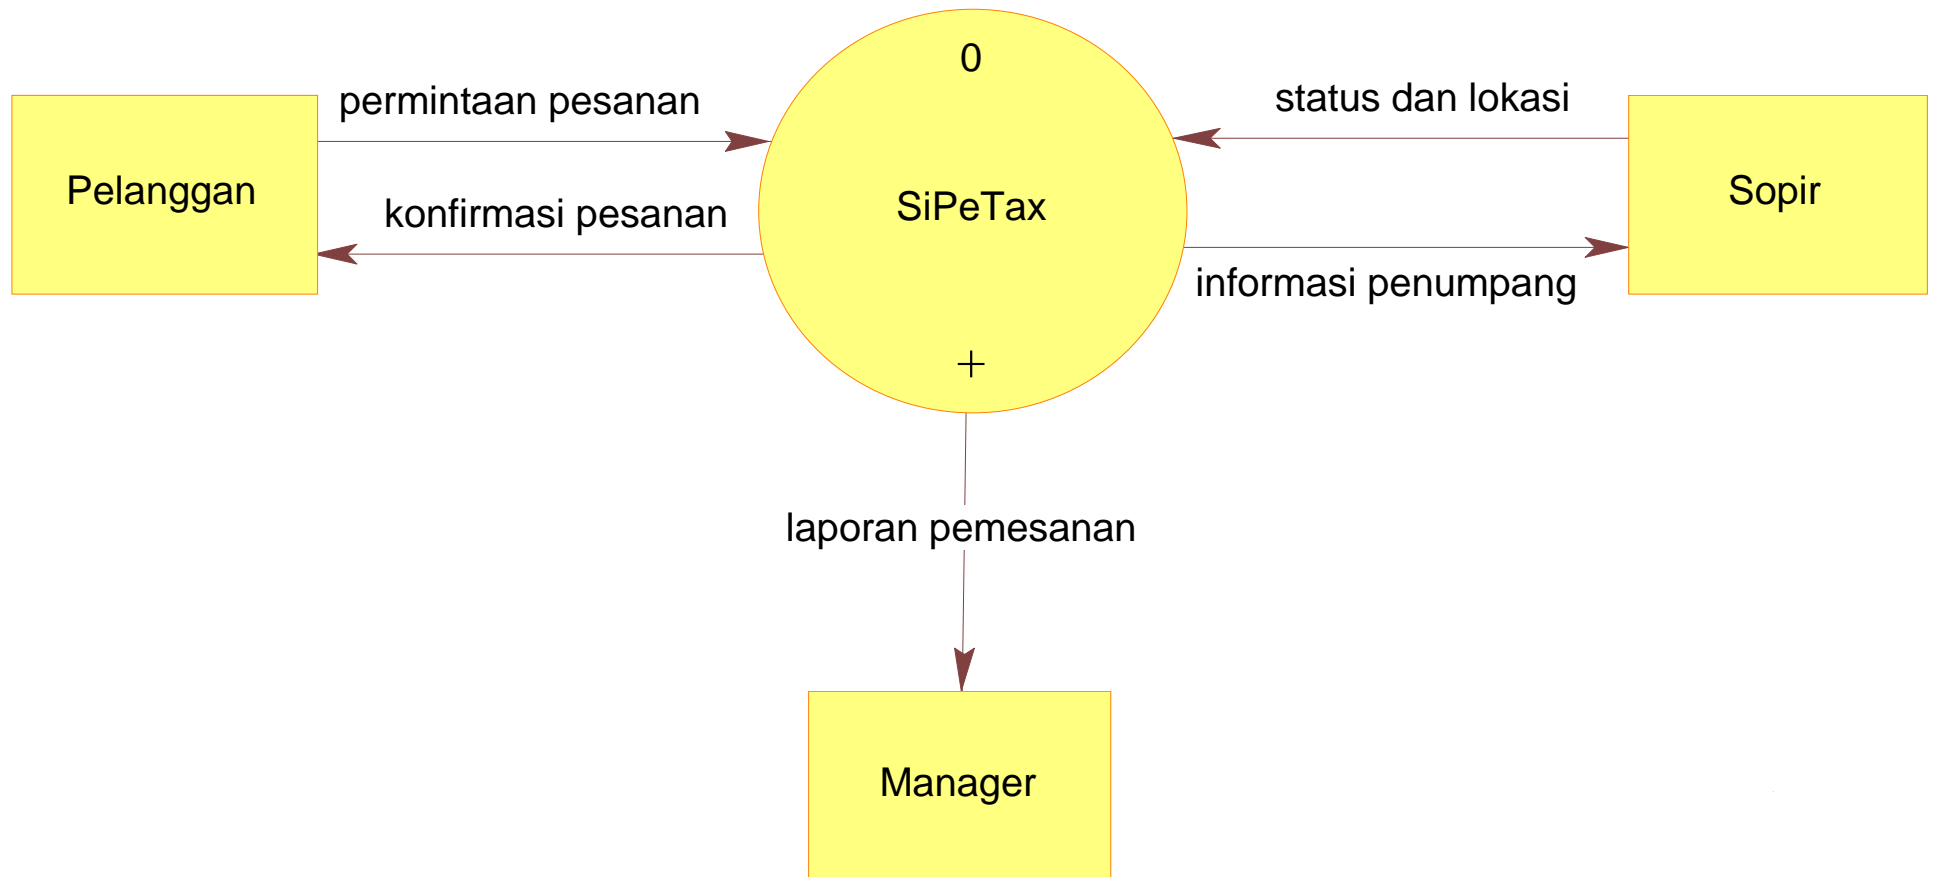 0
permintaan pesanan
status dan lokasi
Pelanggan
SiPeTax
Sopir
konfirmasi pesanan
informasi penumpang
+
laporan pemesanan
Manager